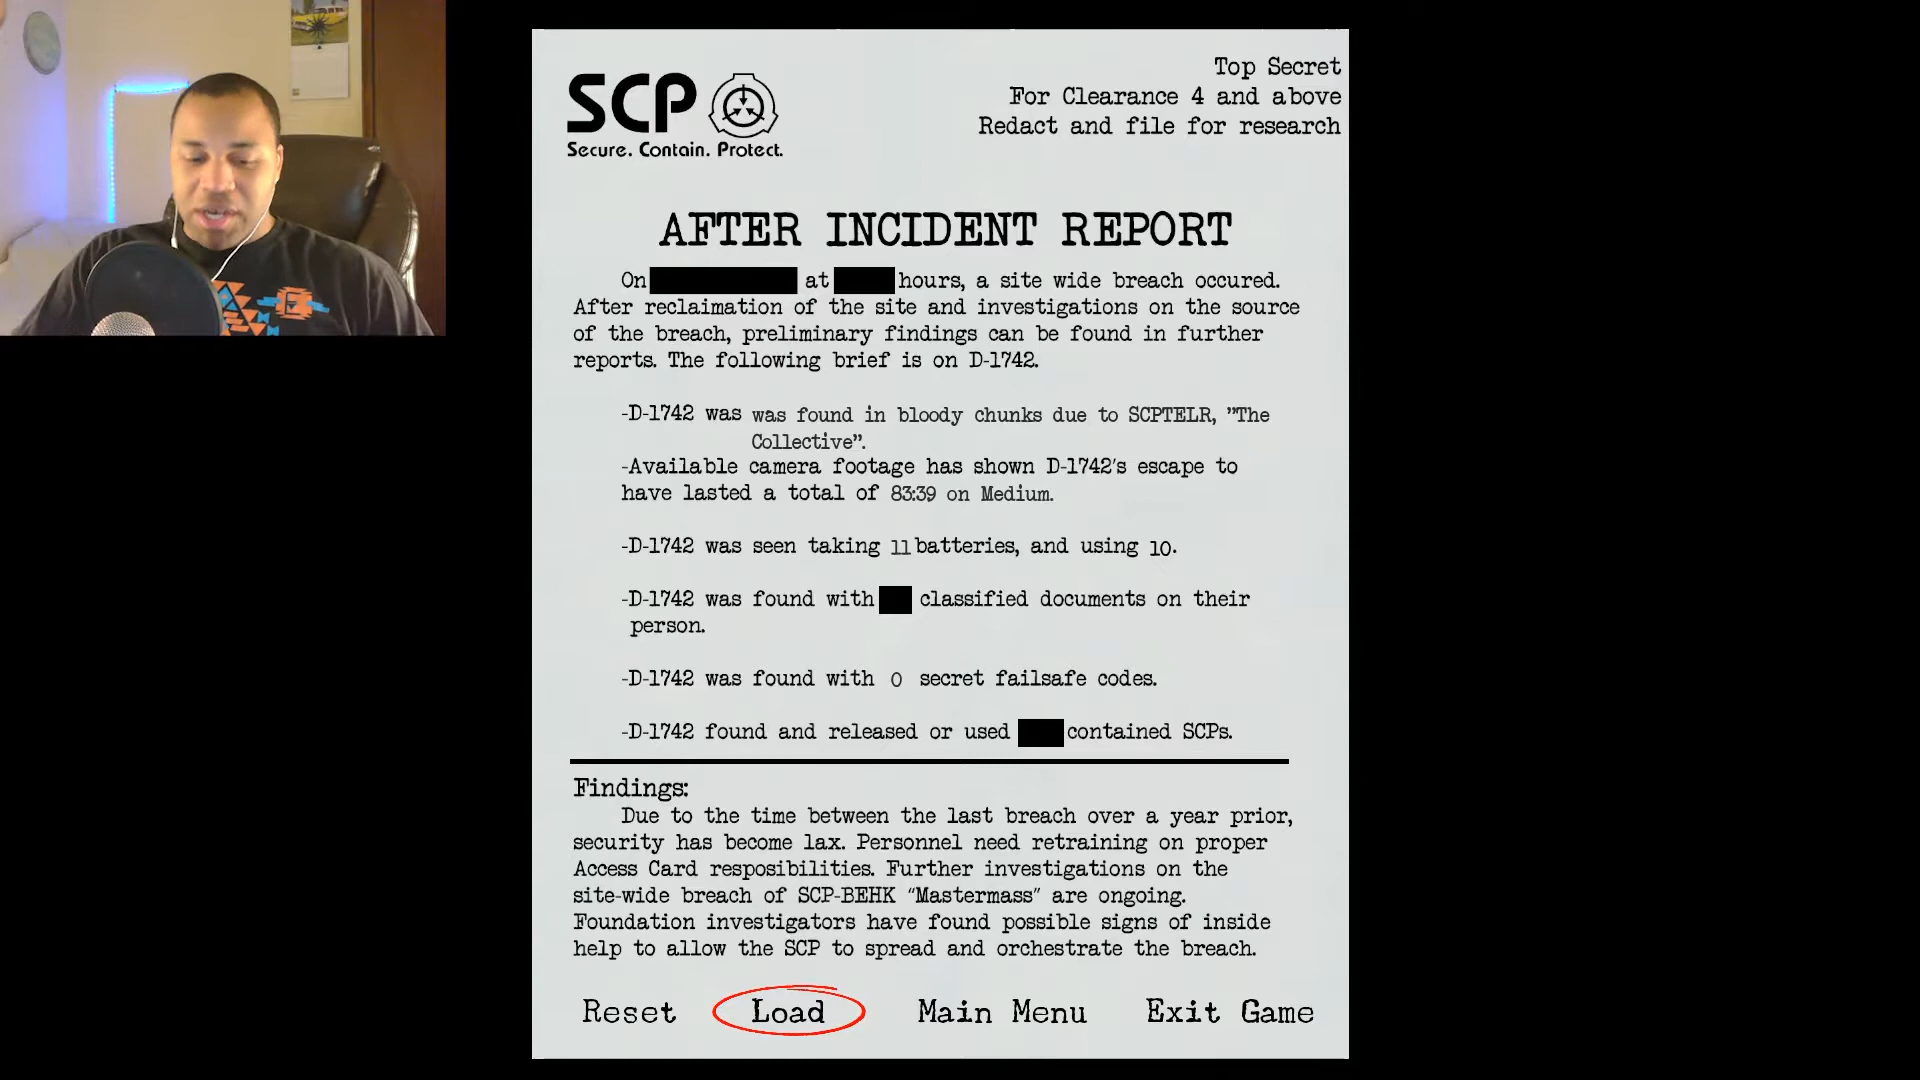 SCP
Secure. Contain. Protect.
Top Secret
For Clearance 4 and above
Redact and file for research
AFTER INCIDENT REPORT
On at hours, a site wide breach occured.
After reclaimation of the site and investigations on the source
of the breach, preliminary findings can be found in further
reports. The following brief is on D-1742.
-D-1742 was was found in bloody chunks due to SCPTELR, "The
Collective".
-Available camera footage has shown D-1742's escape to
have lasted a total of 83:39 on Medium.
-D-1742 was seen taking 11 batteries, and using 10.
-D-1742 was found with classified documents on their
person.
-D-1742 was found with 0 secret failsafe codes.
-D-1742 found and released or used contained SCPs.
Findings:
Due to the time between the last breach over a year prior,
security has become lax. Personnel need retraining on proper
Access Card resposibilities. Further investigations on the
site-wide breach of SCP-BEHK "Mastermass" are ongoing.
Foundation investigators have found possible signs of inside
help to allow the SCP to spread and orchestrate the breach.
Reset Load Main Menu Exit Game